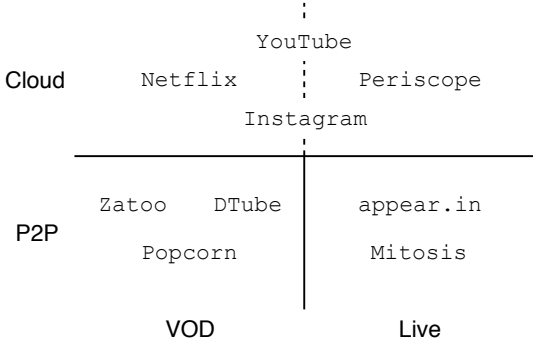 YouTube
Cloud Netflix Periscope
Instagram
Zatoo DTube appear.in
P2P
Popcorn Mitosis
VOD Live